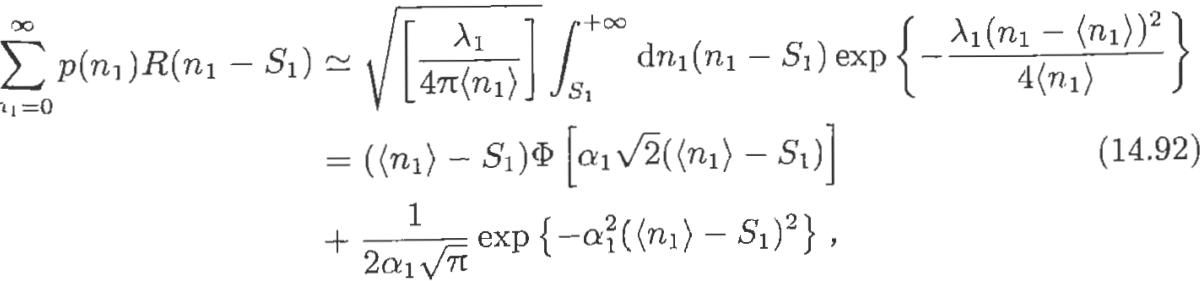 \sum_{n_1=0}^{\infty} p(n_1)R(n_1 - S_1) \simeq \sqrt{\left[\frac{\lambda_1}{4\pi\langle n_1\rangle}\right]} \int_{S_1}^{+\infty} \mathrm{d}n_1(n_1 - S_1) \exp\left\{-\frac{\lambda_1(n_1 - \langle n_1\rangle)^2}{4\langle n_1\rangle}\right\}
= (\langle n_1\rangle - S_1)\Phi\left[\alpha_1\sqrt{2}(\langle n_1\rangle - S_1)\right] (14.92)
+ \frac{1}{2\alpha_1\sqrt{\pi}} \exp\left\{-\alpha_1^2(\langle n_1\rangle - S_1)^2\right\} ,